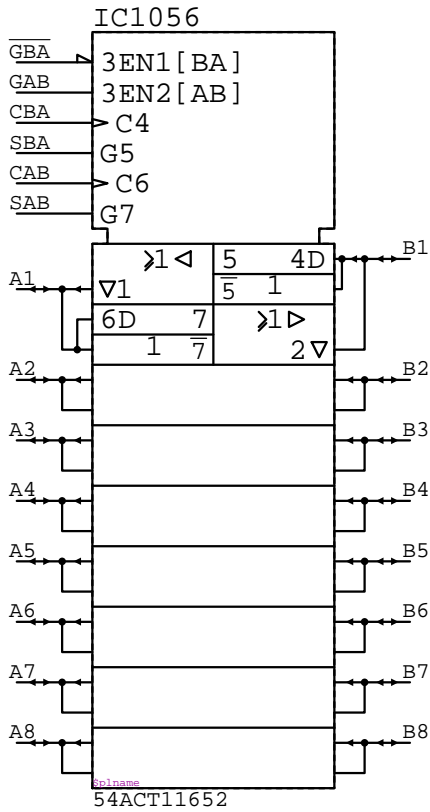 IC1056
GBA
3EN1[BA]
GAB
3EN2[AB]
CBA
C4
SBA
G5
CAB
C6
SAB
G7
≥1 ◁ 5 4D B1
A1 ▽1 5 1
6D 7 ≥1 ▷
1 7 2▽
A2 B2
A3 B3
A4 B4
A5 B5
A6 B6
A7 B7
A8 B8
$plname
54ACT11652